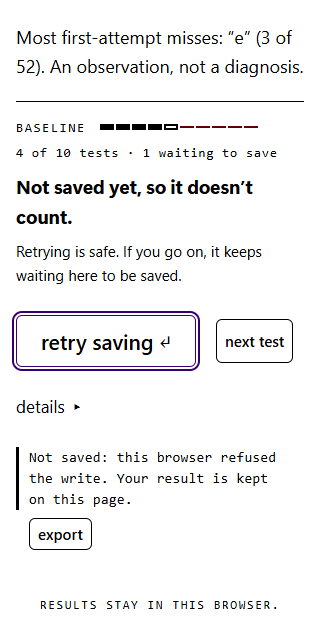 Most first-attempt misses: “e” (3 of
52). An observation, not a diagnosis.
BASELINE
4 of 10 tests · 1 waiting to save
Not saved yet, so it doesn’t
count.
Retrying is safe. If you go on, it keeps
waiting here to be saved.
retry saving ↵
next test
details ▸
Not saved: this browser refused
the write. Your result is kept
on this page.
export
RESULTS STAY IN THIS BROWSER.